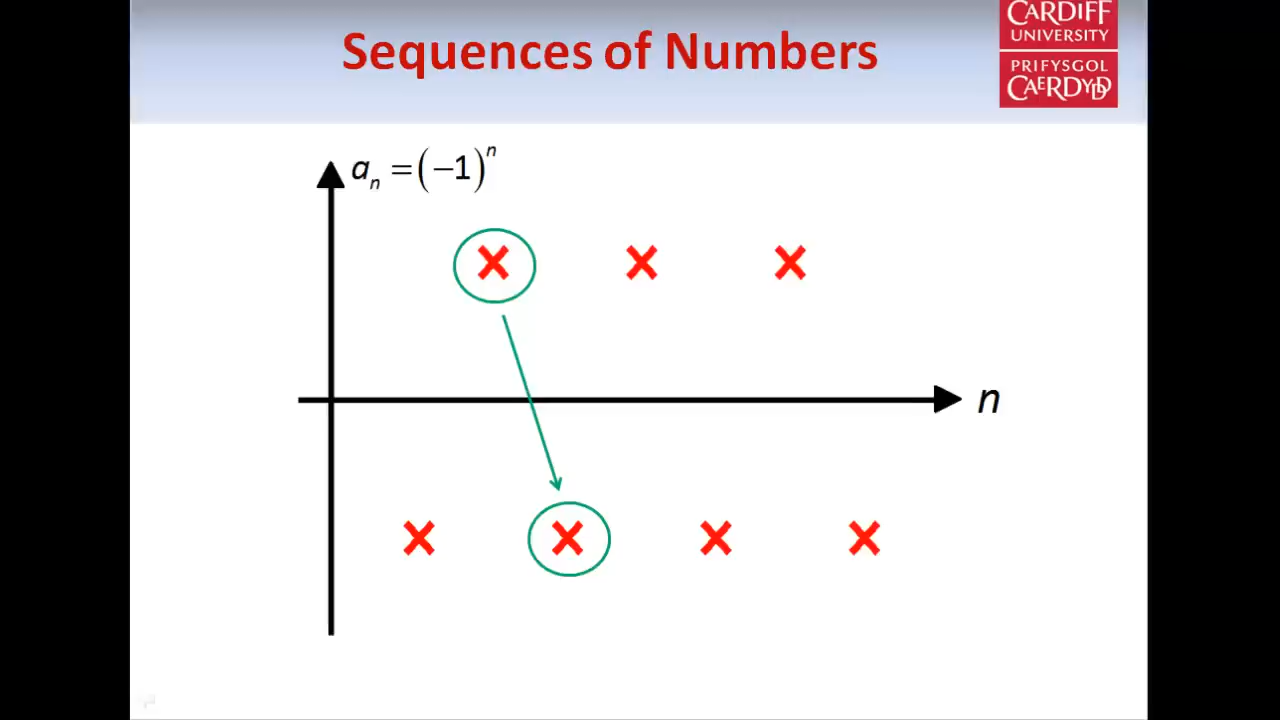 Sequences of Numbers
CARDIFF
UNIVERSITY
PRIFYSGOL
CAERDYDD
aₙ = (−1)ⁿ
n